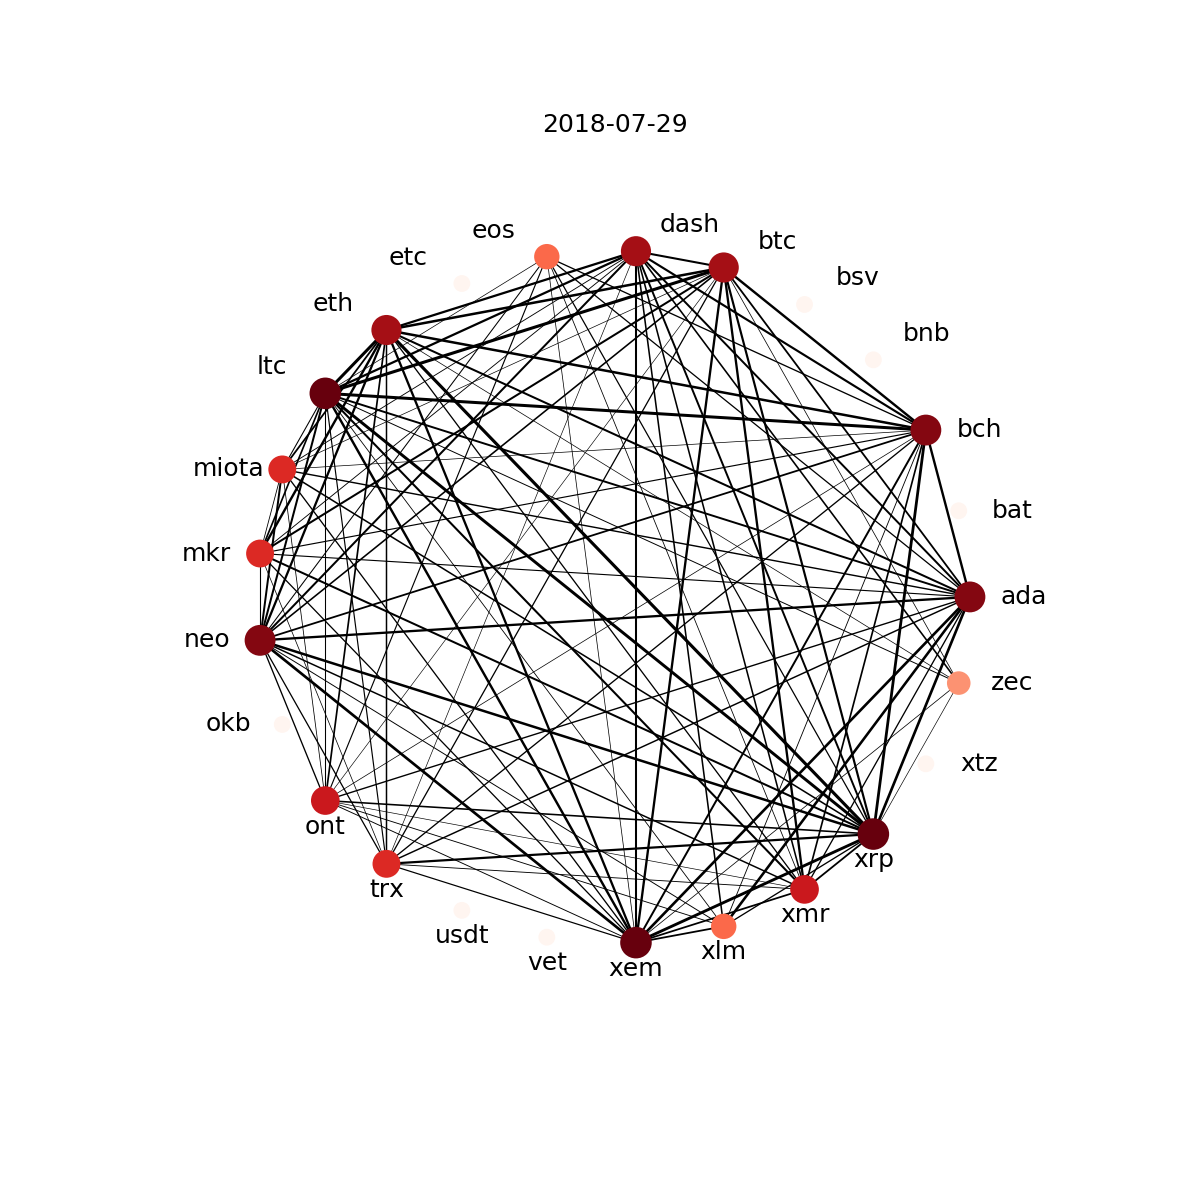 2018-07-29
dash
eos
btc
etc
bsv
eth
bnb
ltc
bch
miota
bat
mkr
ada
neo
zec
okb
xtz
ont
xrp
trx
xmr
usdt
xlm
vet
xem